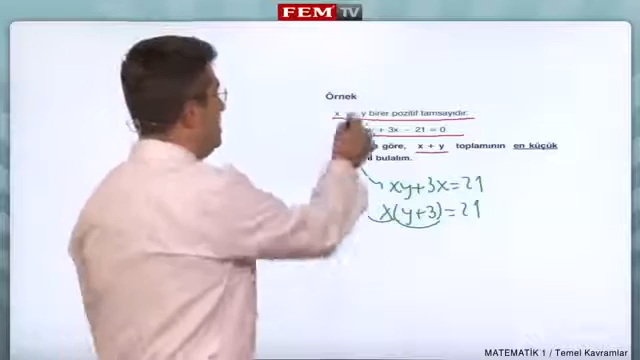 FEM TV
Örnek
x y birer pozitif tamsayıdır.
y + 3x - 21 = 0
göre, x + y toplamının en küçük
bulalım.
xy+3x=21
x(y+3)=21
MATEMATİK 1 / Temel Kavramlar